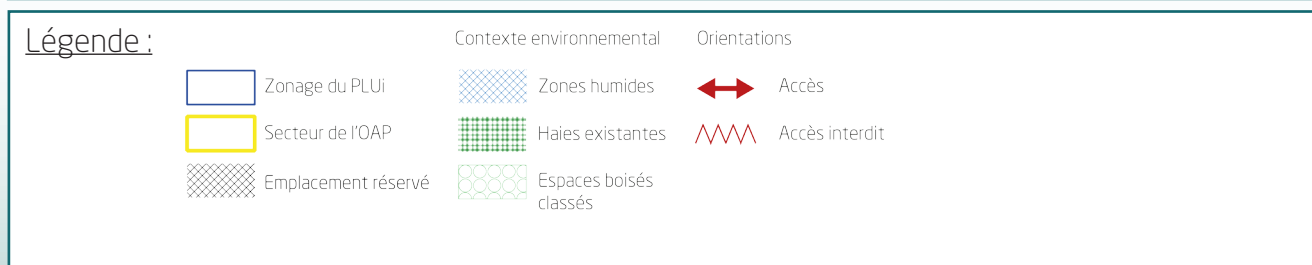 Légende :
Zonage du PLUi
Secteur de l'OAP
Emplacement réservé
Contexte environnemental
Zones humides
Haies existantes
Espaces boisés
classés
Orientations
Accès
Accès interdit